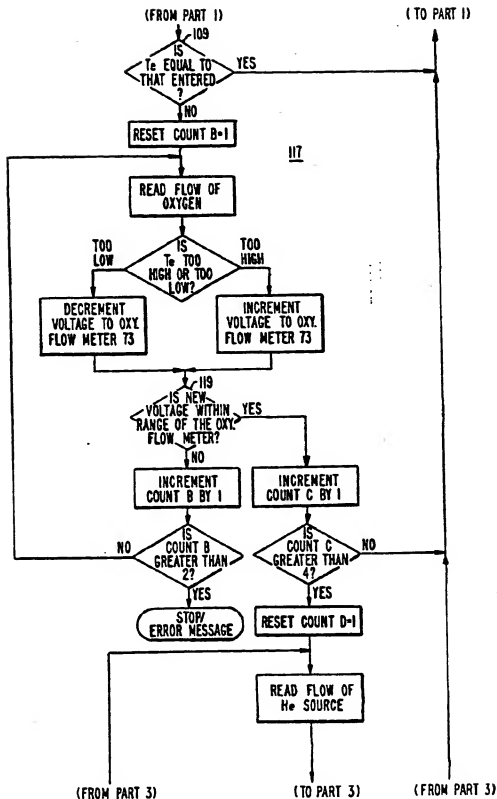 (FROM PART 1)
(TO PART 1)
109
IS
Te EQUAL TO
THAT ENTERED
?
YES
NO
RESET COUNT B=1
117
READ FLOW OF
OXYGEN
TOO
LOW
IS
Te TOO
HIGH OR TOO
LOW?
TOO
HIGH
DECREMENT
VOLTAGE TO OXY.
FLOW METER 73
INCREMENT
VOLTAGE TO OXY.
FLOW METER 73
119
IS NEW
VOLTAGE WITHIN
RANGE OF THE OXY.
FLOW METER?
YES
NO
INCREMENT
COUNT B BY 1
INCREMENT
COUNT C BY 1
NO
IS
COUNT B
GREATER THAN
2?
IS
COUNT C
GREATER THAN
4?
NO
YES
YES
STOP/
ERROR MESSAGE
RESET COUNT D=1
READ FLOW OF
He SOURCE
(FROM PART 3)
(TO PART 3)
(FROM PART 3)